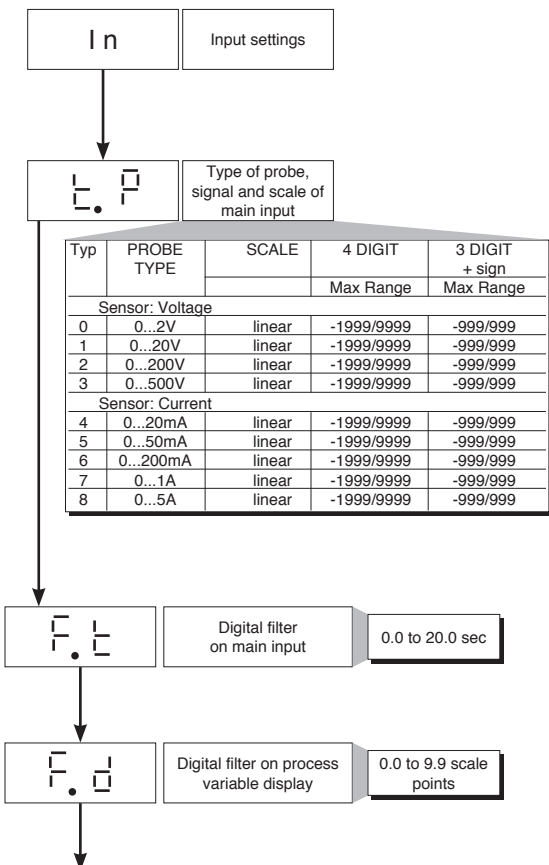 In
Input settings
t.P
Type of probe,
signal and scale of
main input
Typ PROBE SCALE 4 DIGIT 3 DIGIT
TYPE + sign
Max Range Max Range
Sensor: Voltage
0 0...2V linear -1999/9999 -999/999
1 0...20V linear -1999/9999 -999/999
2 0...200V linear -1999/9999 -999/999
3 0...500V linear -1999/9999 -999/999
Sensor: Current
4 0...20mA linear -1999/9999 -999/999
5 0...50mA linear -1999/9999 -999/999
6 0...200mA linear -1999/9999 -999/999
7 0...1A linear -1999/9999 -999/999
8 0...5A linear -1999/9999 -999/999
F.t
Digital filter
on main input
0.0 to 20.0 sec
F.d
Digital filter on process
variable display
0.0 to 9.9 scale
points